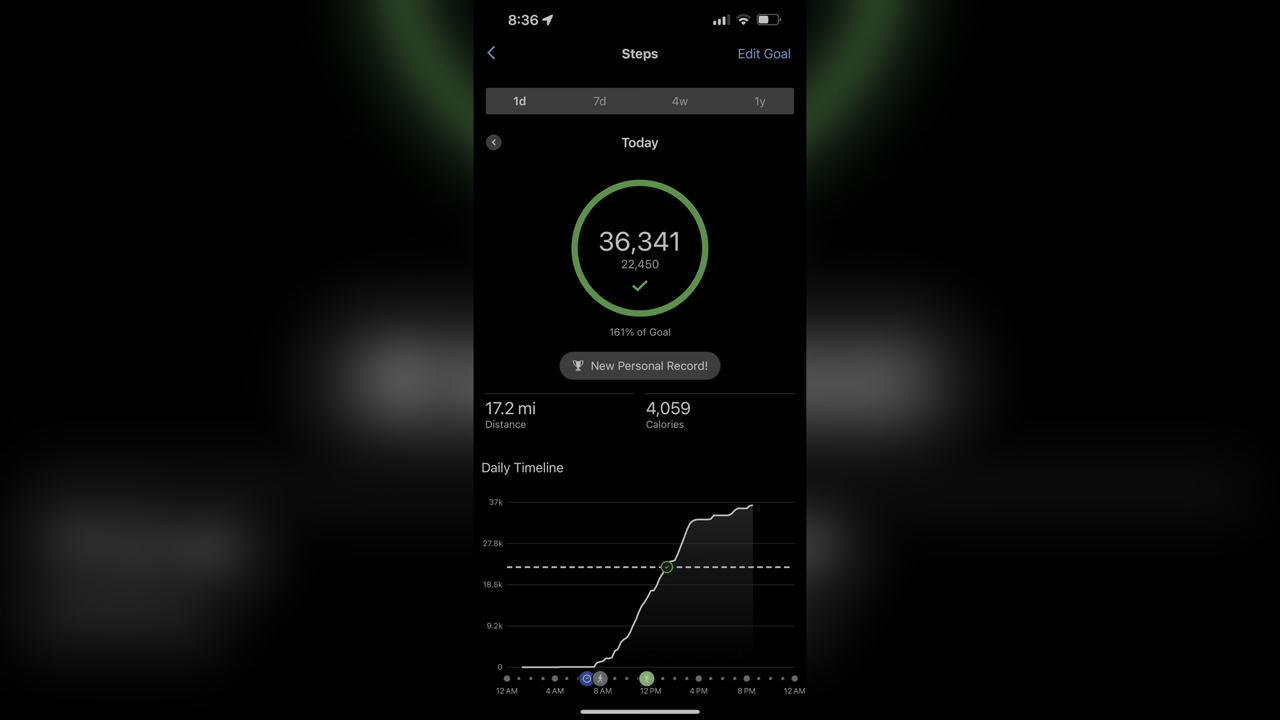 8:36
Steps
Edit Goal
1d 7d 4w 1y
Today
36,341
22,450
161% of Goal
New Personal Record!
17.2 mi 4,059
Distance Calories
Daily Timeline
37k
27.8k
18.5k
9.2k
0
12 AM 4 AM 8 AM 12 PM 4 PM 8 PM 12 AM